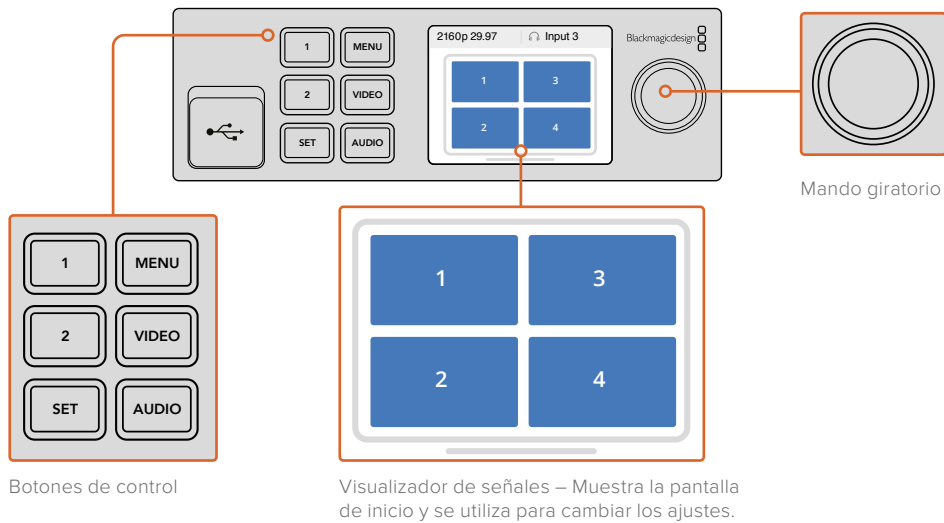 1 MENU
2 VIDEO
SET AUDIO
2160p 29.97 Input 3
1 3
2 4
Blackmagicdesign
Mando giratorio
1 MENU
2 VIDEO
SET AUDIO
Botones de control
1 3
2 4
Visualizador de señales – Muestra la pantalla
de inicio y se utiliza para cambiar los ajustes.